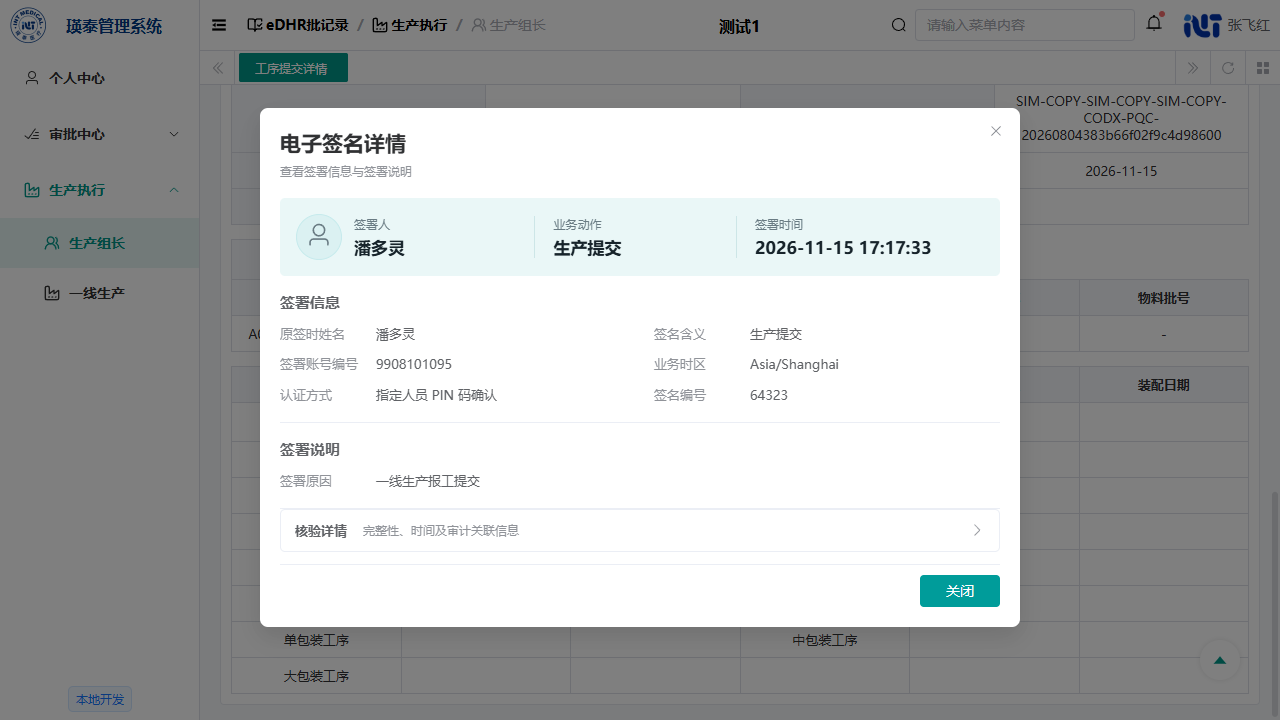 瑛泰管理系统
eDHR批记录 / 生产执行 / 生产组长
测试1
请输入菜单内容
张飞红
个人中心
审批中心
生产执行
生产组长
一线生产
本地开发
工序提交详情
SIM-COPY-SIM-COPY-SIM-COPY-
CODX-PQC-
20260804383b66f02f9c4d98600
2026-11-15
物料批号
-
装配日期
单包装工序
中包装工序
大包装工序
电子签名详情
查看签署信息与签署说明
签署人
潘多灵
业务动作
生产提交
签署时间
2026-11-15 17:17:33
签署信息
原签时姓名 潘多灵
签名含义 生产提交
签署账号编号 9908101095
业务时区 Asia/Shanghai
认证方式 指定人员 PIN 码确认
签名编号 64323
签署说明
签署原因 一线生产报工提交
核验详情 完整性、时间及审计关联信息
关闭